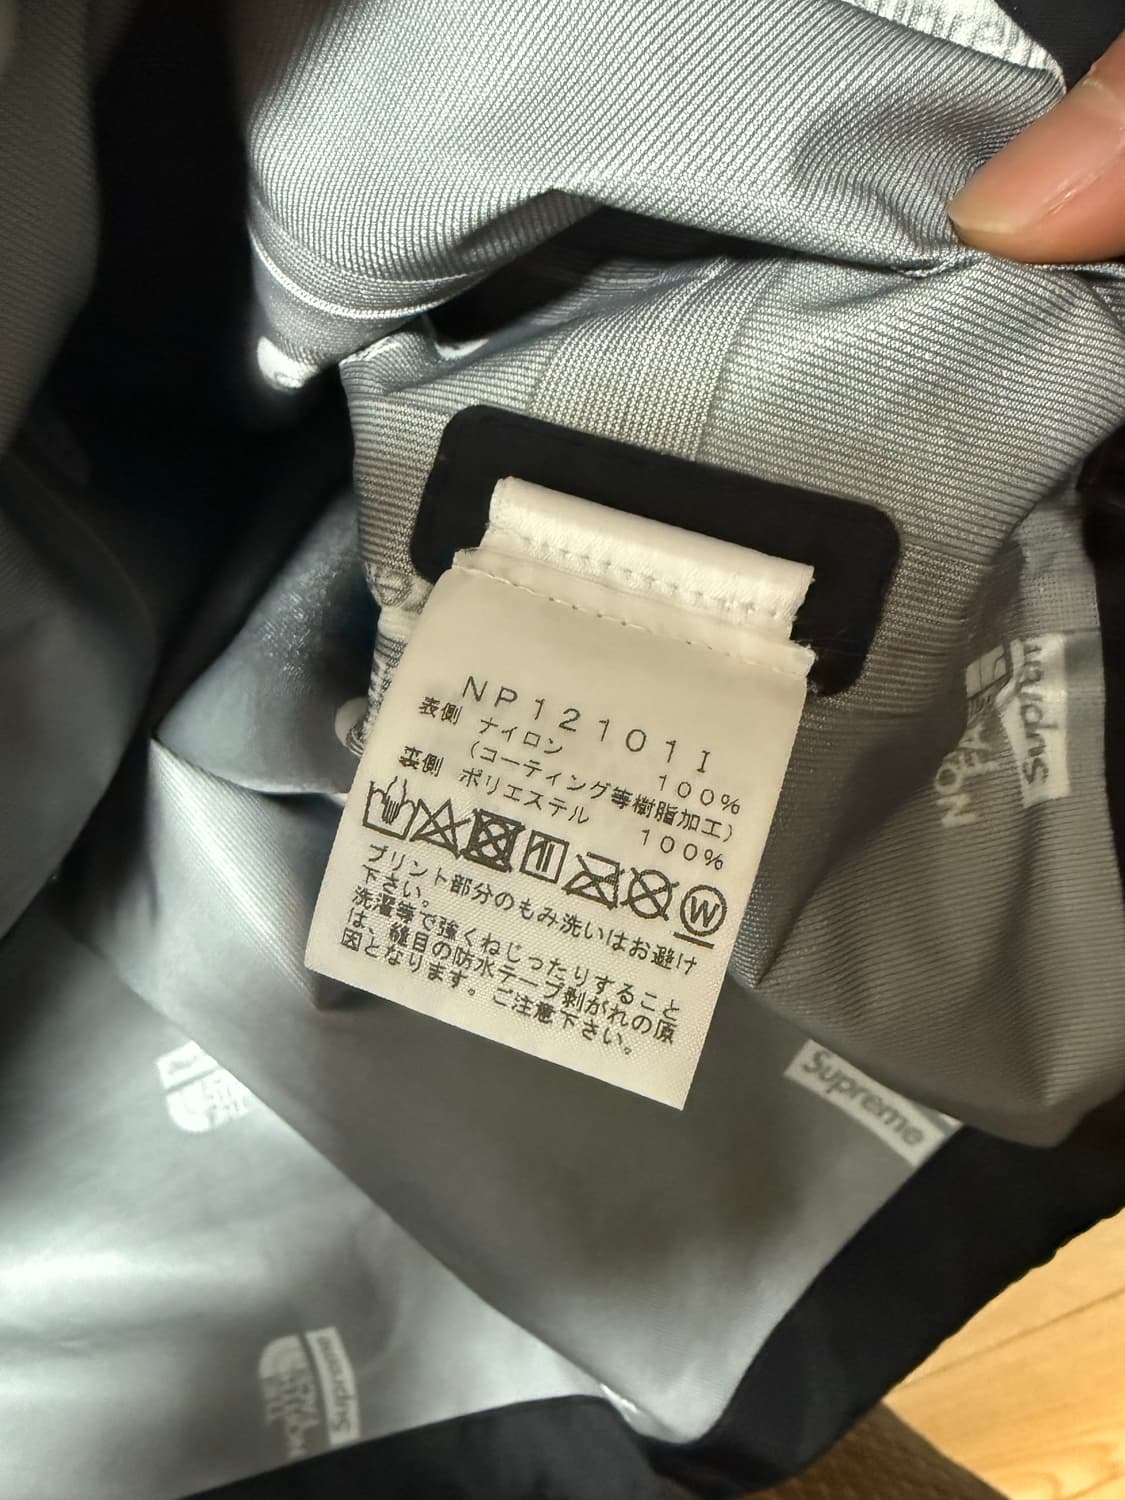 NP12101I
表側 ナイロン 100%
(コーティング等樹脂加工)
裏側 ポリエステル 100%
W
プリント部分のもみ洗いはお避け
下さい。
洗濯等で強くねじったりすること
は、縫目の防水テープ剥がれの原
因となります。ご注意下さい。
Supreme
Supreme
Supreme